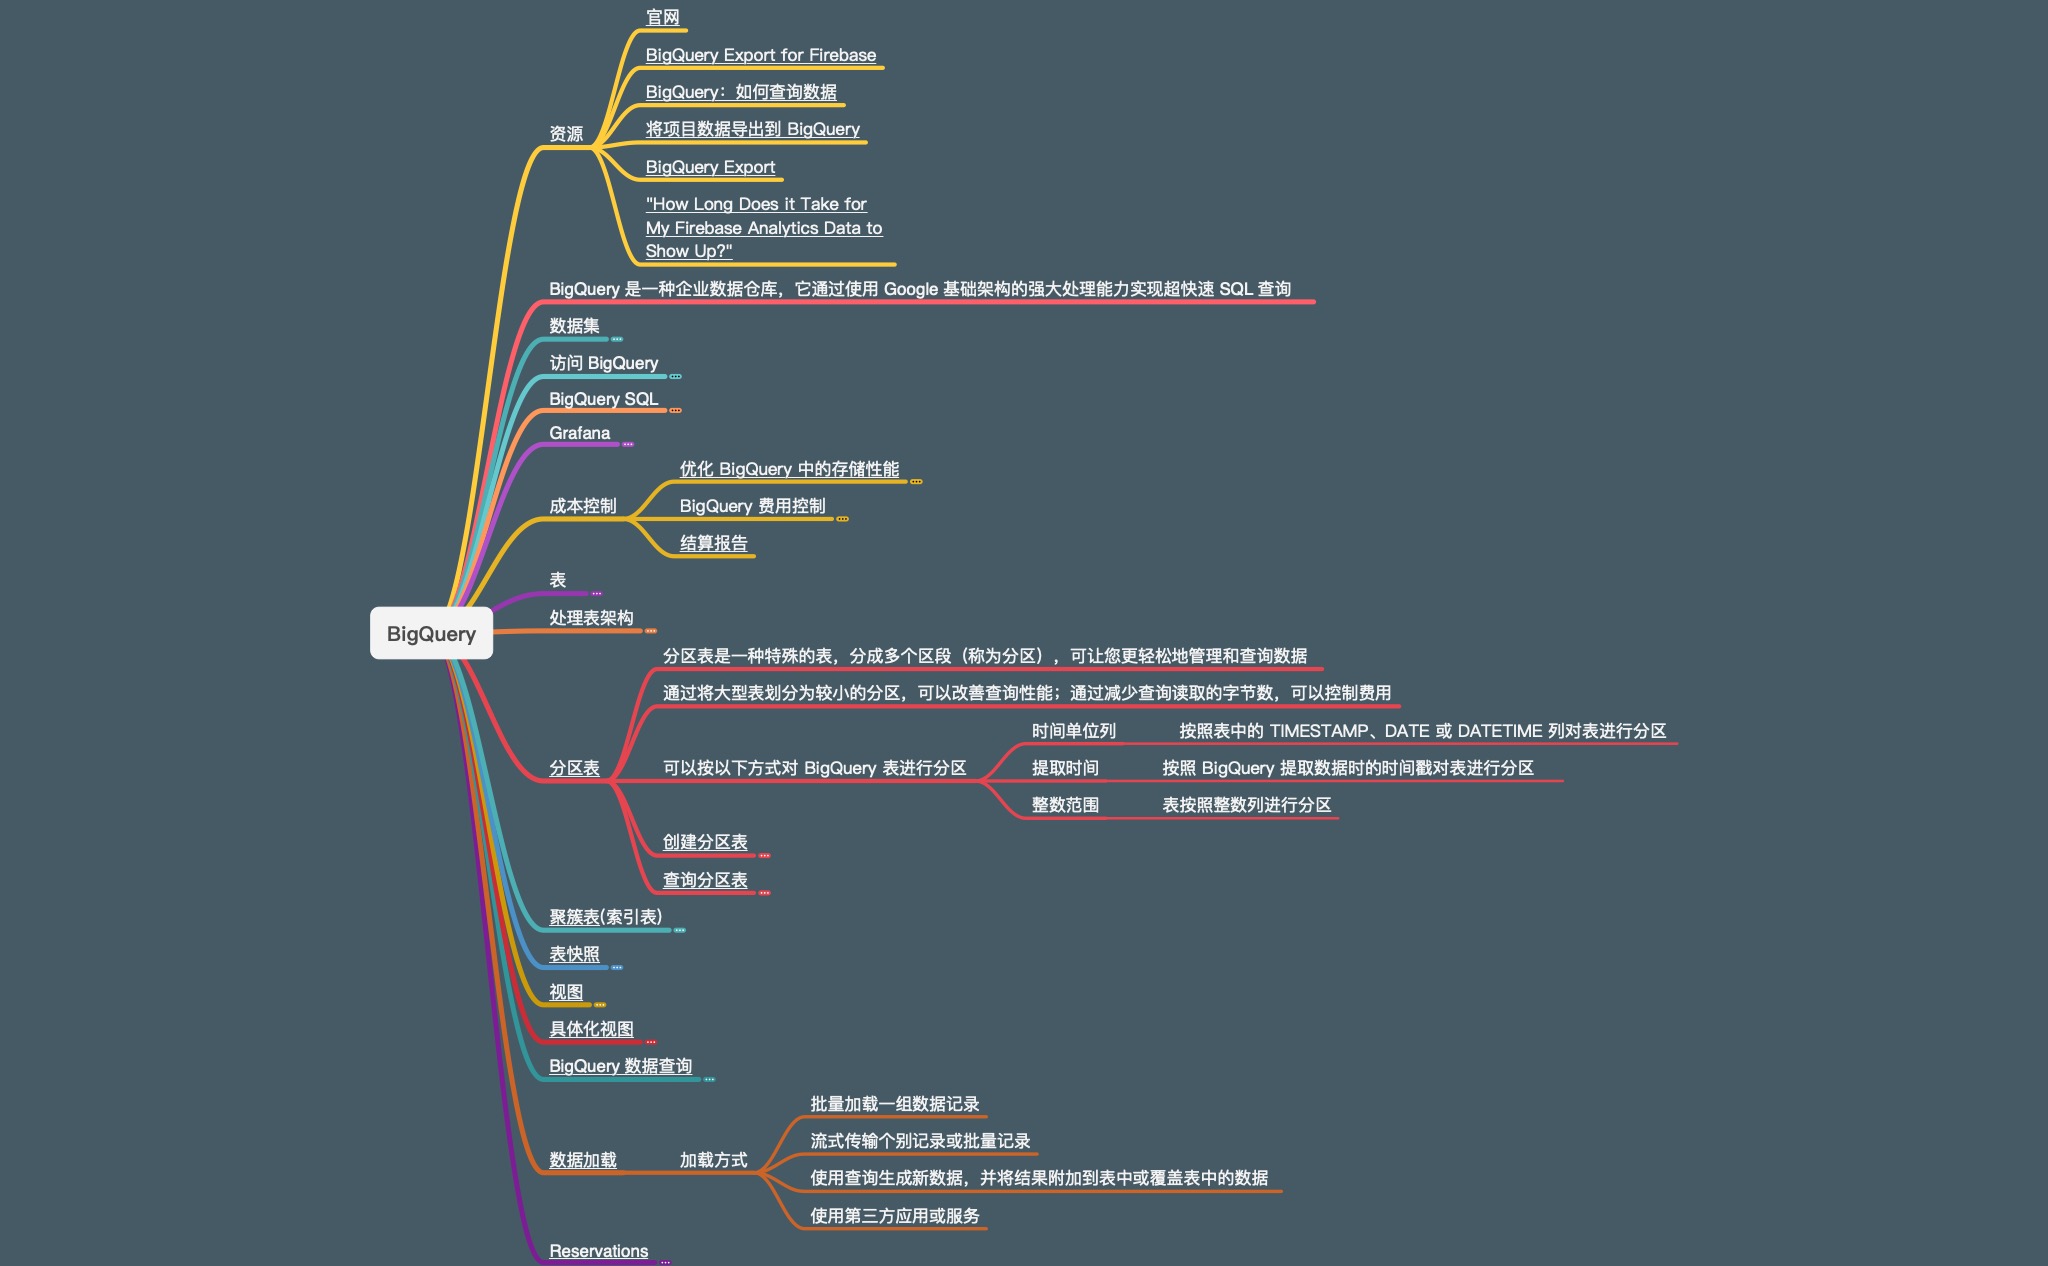 官网
BigQuery Export for Firebase
BigQuery：如何查询数据
资源
将项目数据导出到 BigQuery
BigQuery Export
"How Long Does it Take for
My Firebase Analytics Data to
Show Up?"
BigQuery 是一种企业数据仓库，它通过使用 Google 基础架构的强大处理能力实现超快速 SQL 查询
数据集
访问 BigQuery
BigQuery SQL
Grafana
优化 BigQuery 中的存储性能
成本控制
BigQuery 费用控制
结算报告
表
处理表架构
BigQuery
分区表是一种特殊的表，分成多个区段（称为分区），可让您更轻松地管理和查询数据
通过将大型表划分为较小的分区，可以改善查询性能；通过减少查询读取的字节数，可以控制费用
时间单位列
按照表中的 TIMESTAMP、DATE 或 DATETIME 列对表进行分区
分区表
可以按以下方式对 BigQuery 表进行分区
提取时间
按照 BigQuery 提取数据时的时间戳对表进行分区
整数范围
表按照整数列进行分区
创建分区表
查询分区表
聚簇表(索引表)
表快照
视图
具体化视图
BigQuery 数据查询
批量加载一组数据记录
流式传输个别记录或批量记录
数据加载
加载方式
使用查询生成新数据，并将结果附加到表中或覆盖表中的数据
使用第三方应用或服务
Reservations